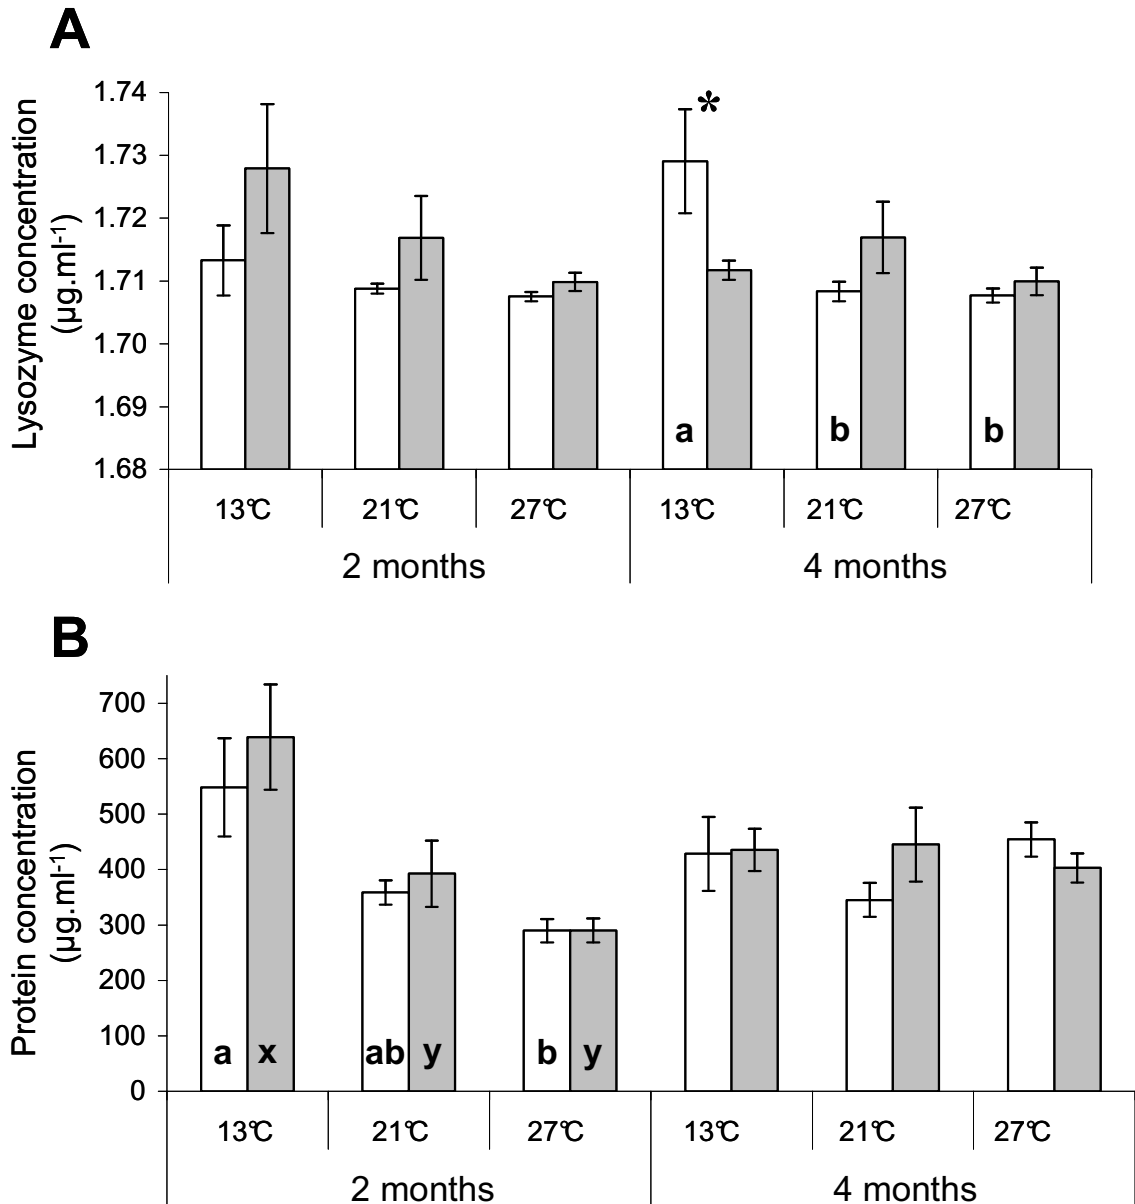 A
Lysozyme concentration
(µg.ml-1)
1.74
1.73
1.72
1.71
1.70
1.69
1.68
*
a
b
b
13°C 21°C 27°C 13°C 21°C 27°C
2 months 4 months
B
Protein concentration
(µg.ml-1)
700
600
500
400
300
200
100
0
a x ab y b y
13°C 21°C 27°C 13°C 21°C 27°C
2 months 4 months